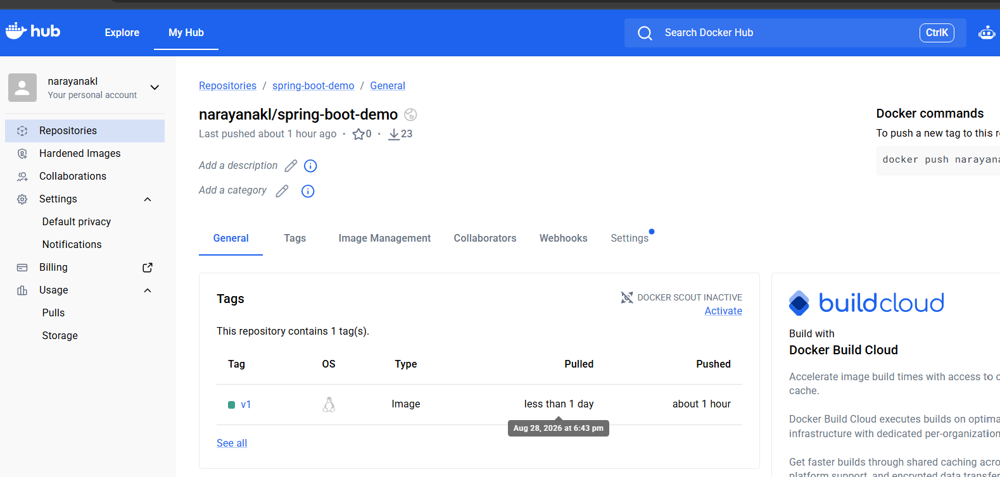 hub
Explore
My Hub
Search Docker Hub
CtrlK
narayanakl
Your personal account
Repositories
Hardened Images
Collaborations
Settings
Default privacy
Notifications
Billing
Usage
Pulls
Storage
Repositories / spring-boot-demo / General
narayanakl/spring-boot-demo
Last pushed about 1 hour ago · 0 · 23
Add a description
Add a category
Docker commands
To push a new tag to this
docker push
General
Tags
Image Management
Collaborators
Webhooks
Settings
Tags
DOCKER SCOUT INACTIVE
Activate
This repository contains 1 tag(s).
Tag OS Type Pulled Pushed
v1 Image less than 1 day about 1 hour
Aug 28, 2026 at 6:43 pm
See all
buildcloud
Build with
Docker Build Cloud
Accelerate image build times with access to
cache.
Docker Build Cloud executes builds on
infrastructure with dedicated
Get faster builds through shared caching
platform support, and encrypted data